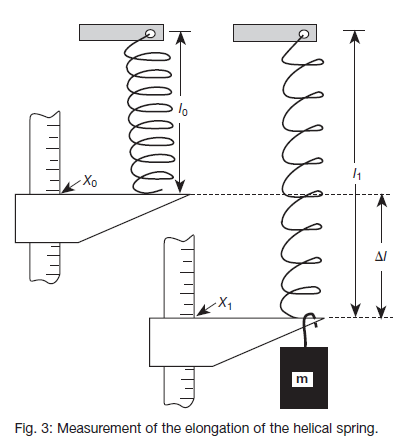 l₀
X₀
l₁
Δl
X₁
m
Fig. 3: Measurement of the elongation of the helical spring.